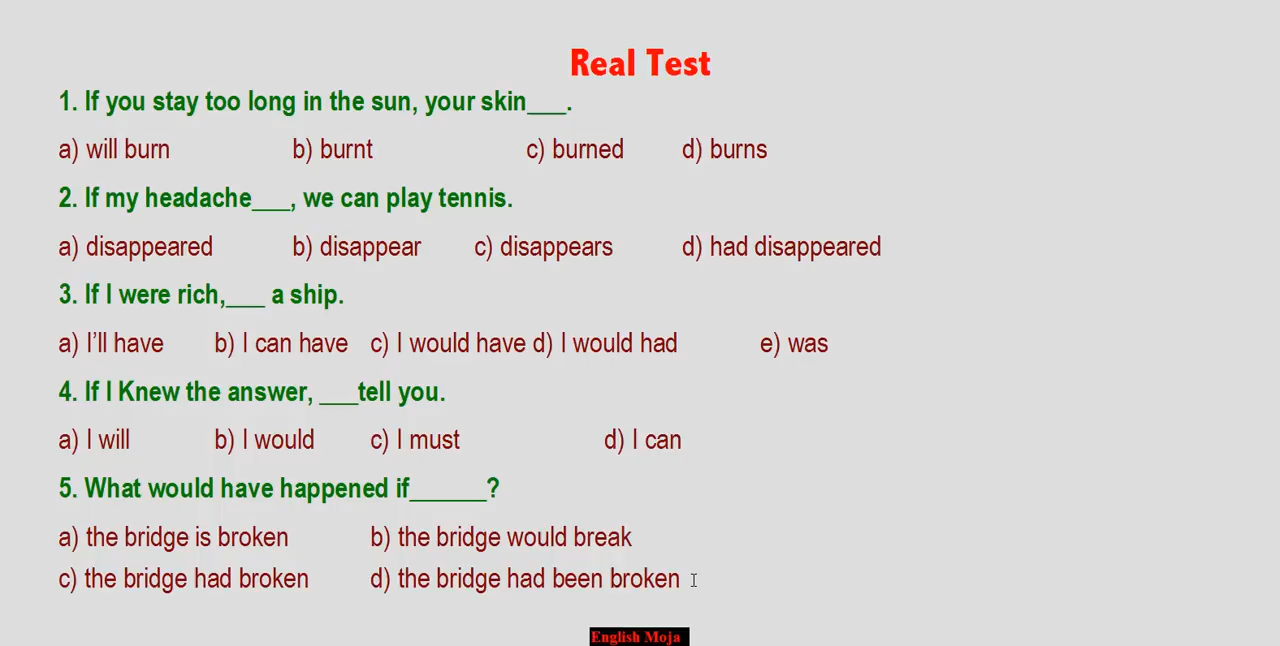 Real Test
1. If you stay too long in the sun, your skin___.
a) will burn b) burnt c) burned d) burns
2. If my headache___, we can play tennis.
a) disappeared b) disappear c) disappears d) had disappeared
3. If I were rich,___ a ship.
a) I’ll have b) I can have c) I would have d) I would had e) was
4. If I Knew the answer, ___tell you.
a) I will b) I would c) I must d) I can
5. What would have happened if______?
a) the bridge is broken b) the bridge would break
c) the bridge had broken d) the bridge had been broken
English Moja